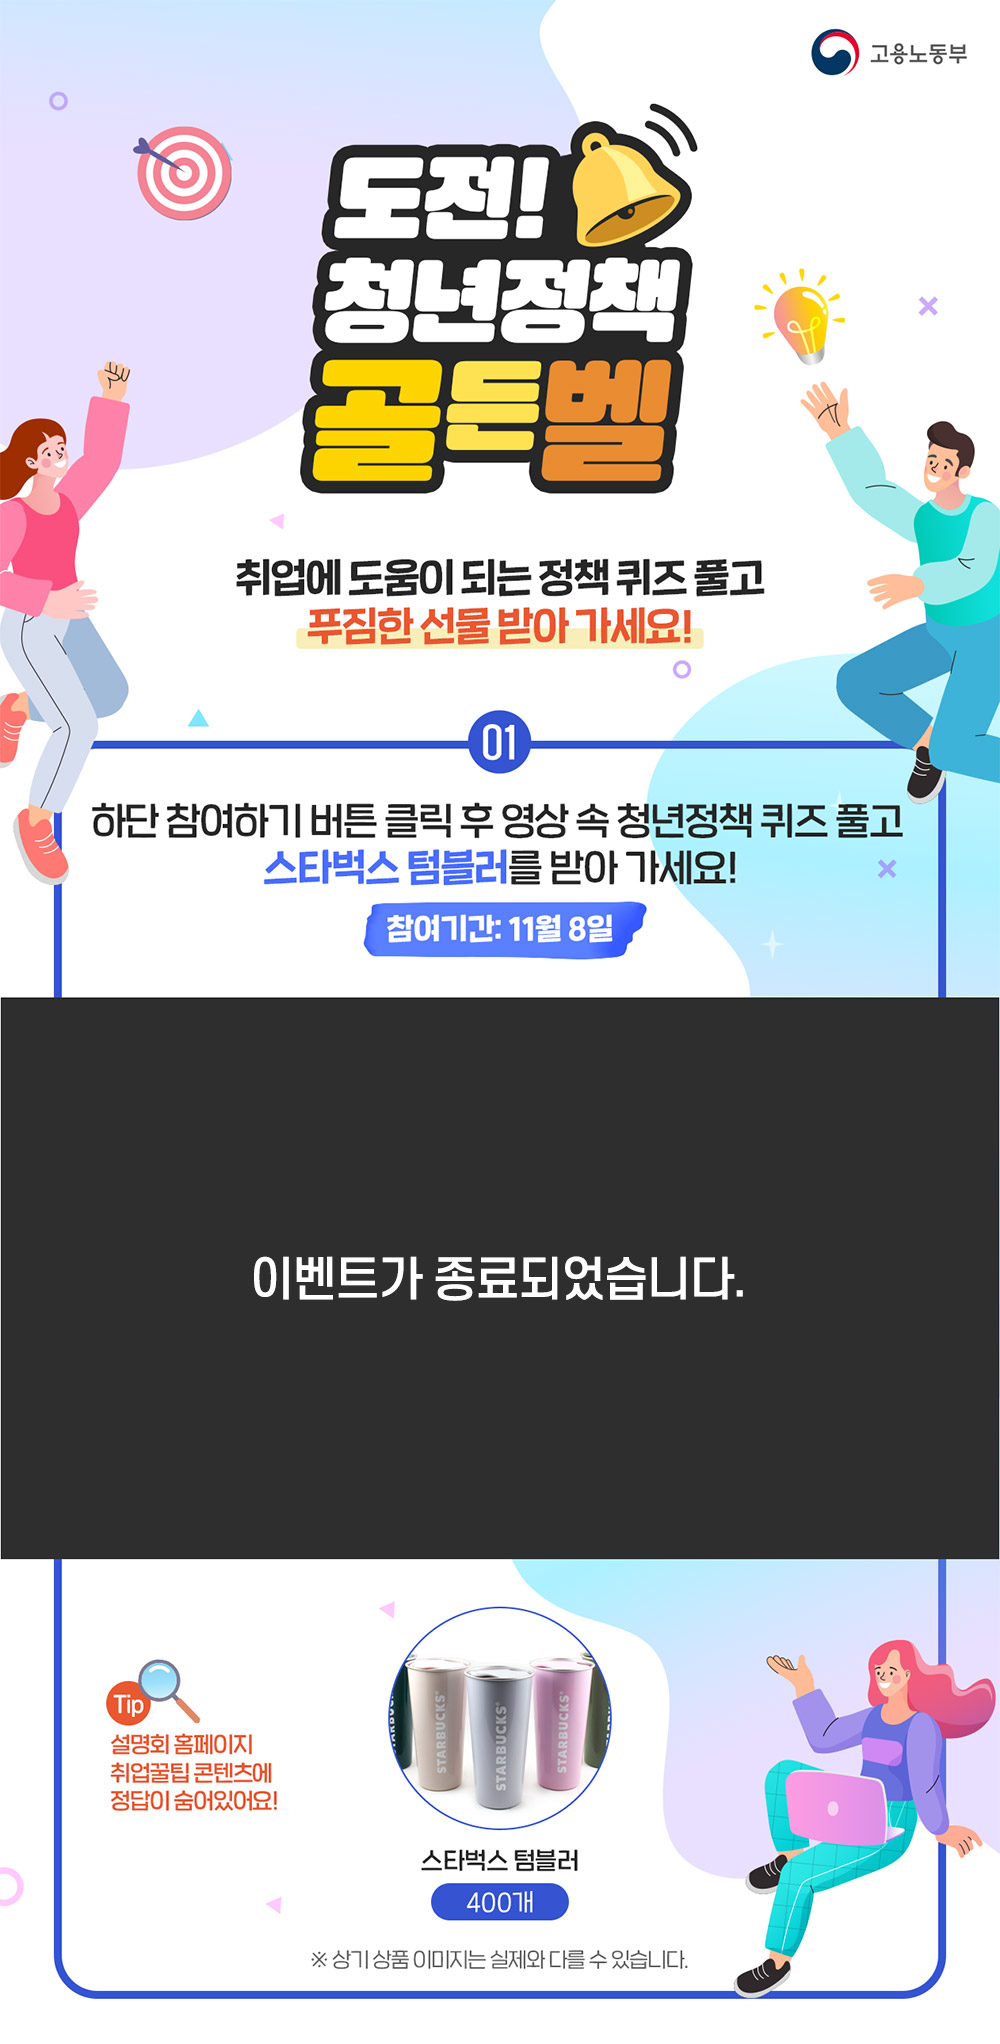 고용노동부
도전!
청년정책
골든벨
취업에 도움이 되는 정책 퀴즈 풀고
푸짐한 선물 받아 가세요!
01
하단 참여하기 버튼 클릭 후 영상 속 청년정책 퀴즈 풀고
스타벅스 텀블러를 받아 가세요!
참여기간: 11월 8일
이벤트가 종료되었습니다.
Tip
설명회 홈페이지
취업꿀팁 콘텐츠에
정답이 숨어있어요!
STARBUCKS
STARBUCKS
STARBUCKS
스타벅스 텀블러
400개
※ 상기 상품 이미지는 실제와 다를 수 있습니다.